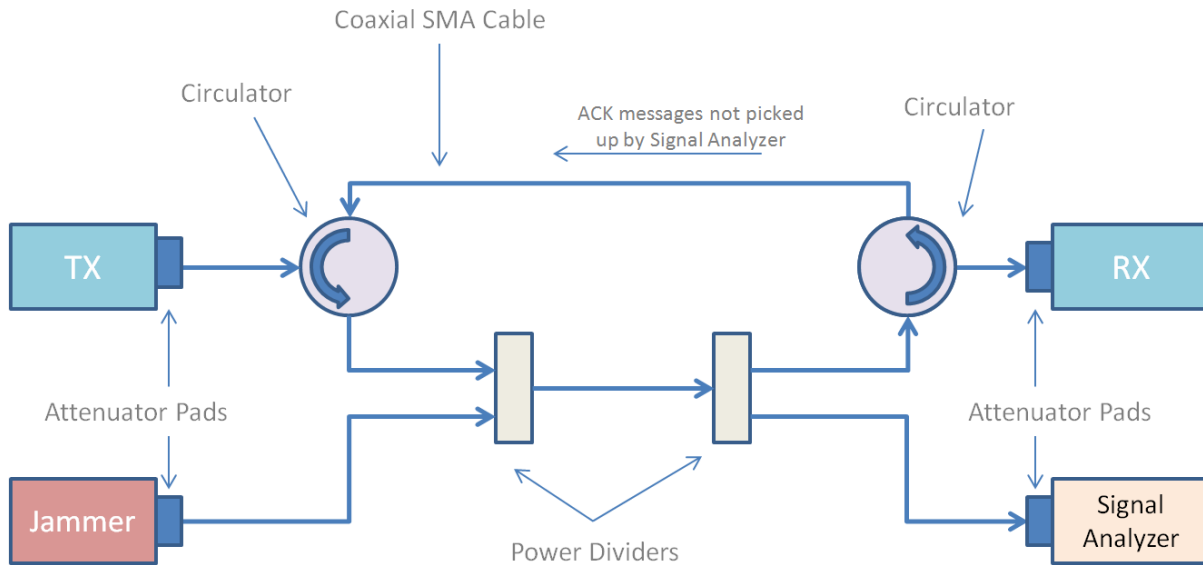 Coaxial SMA Cable
Circulator
ACK messages not picked
up by Signal Analyzer
Circulator
TX
RX
Attenuator Pads
Attenuator Pads
Jammer
Signal
Analyzer
Power Dividers